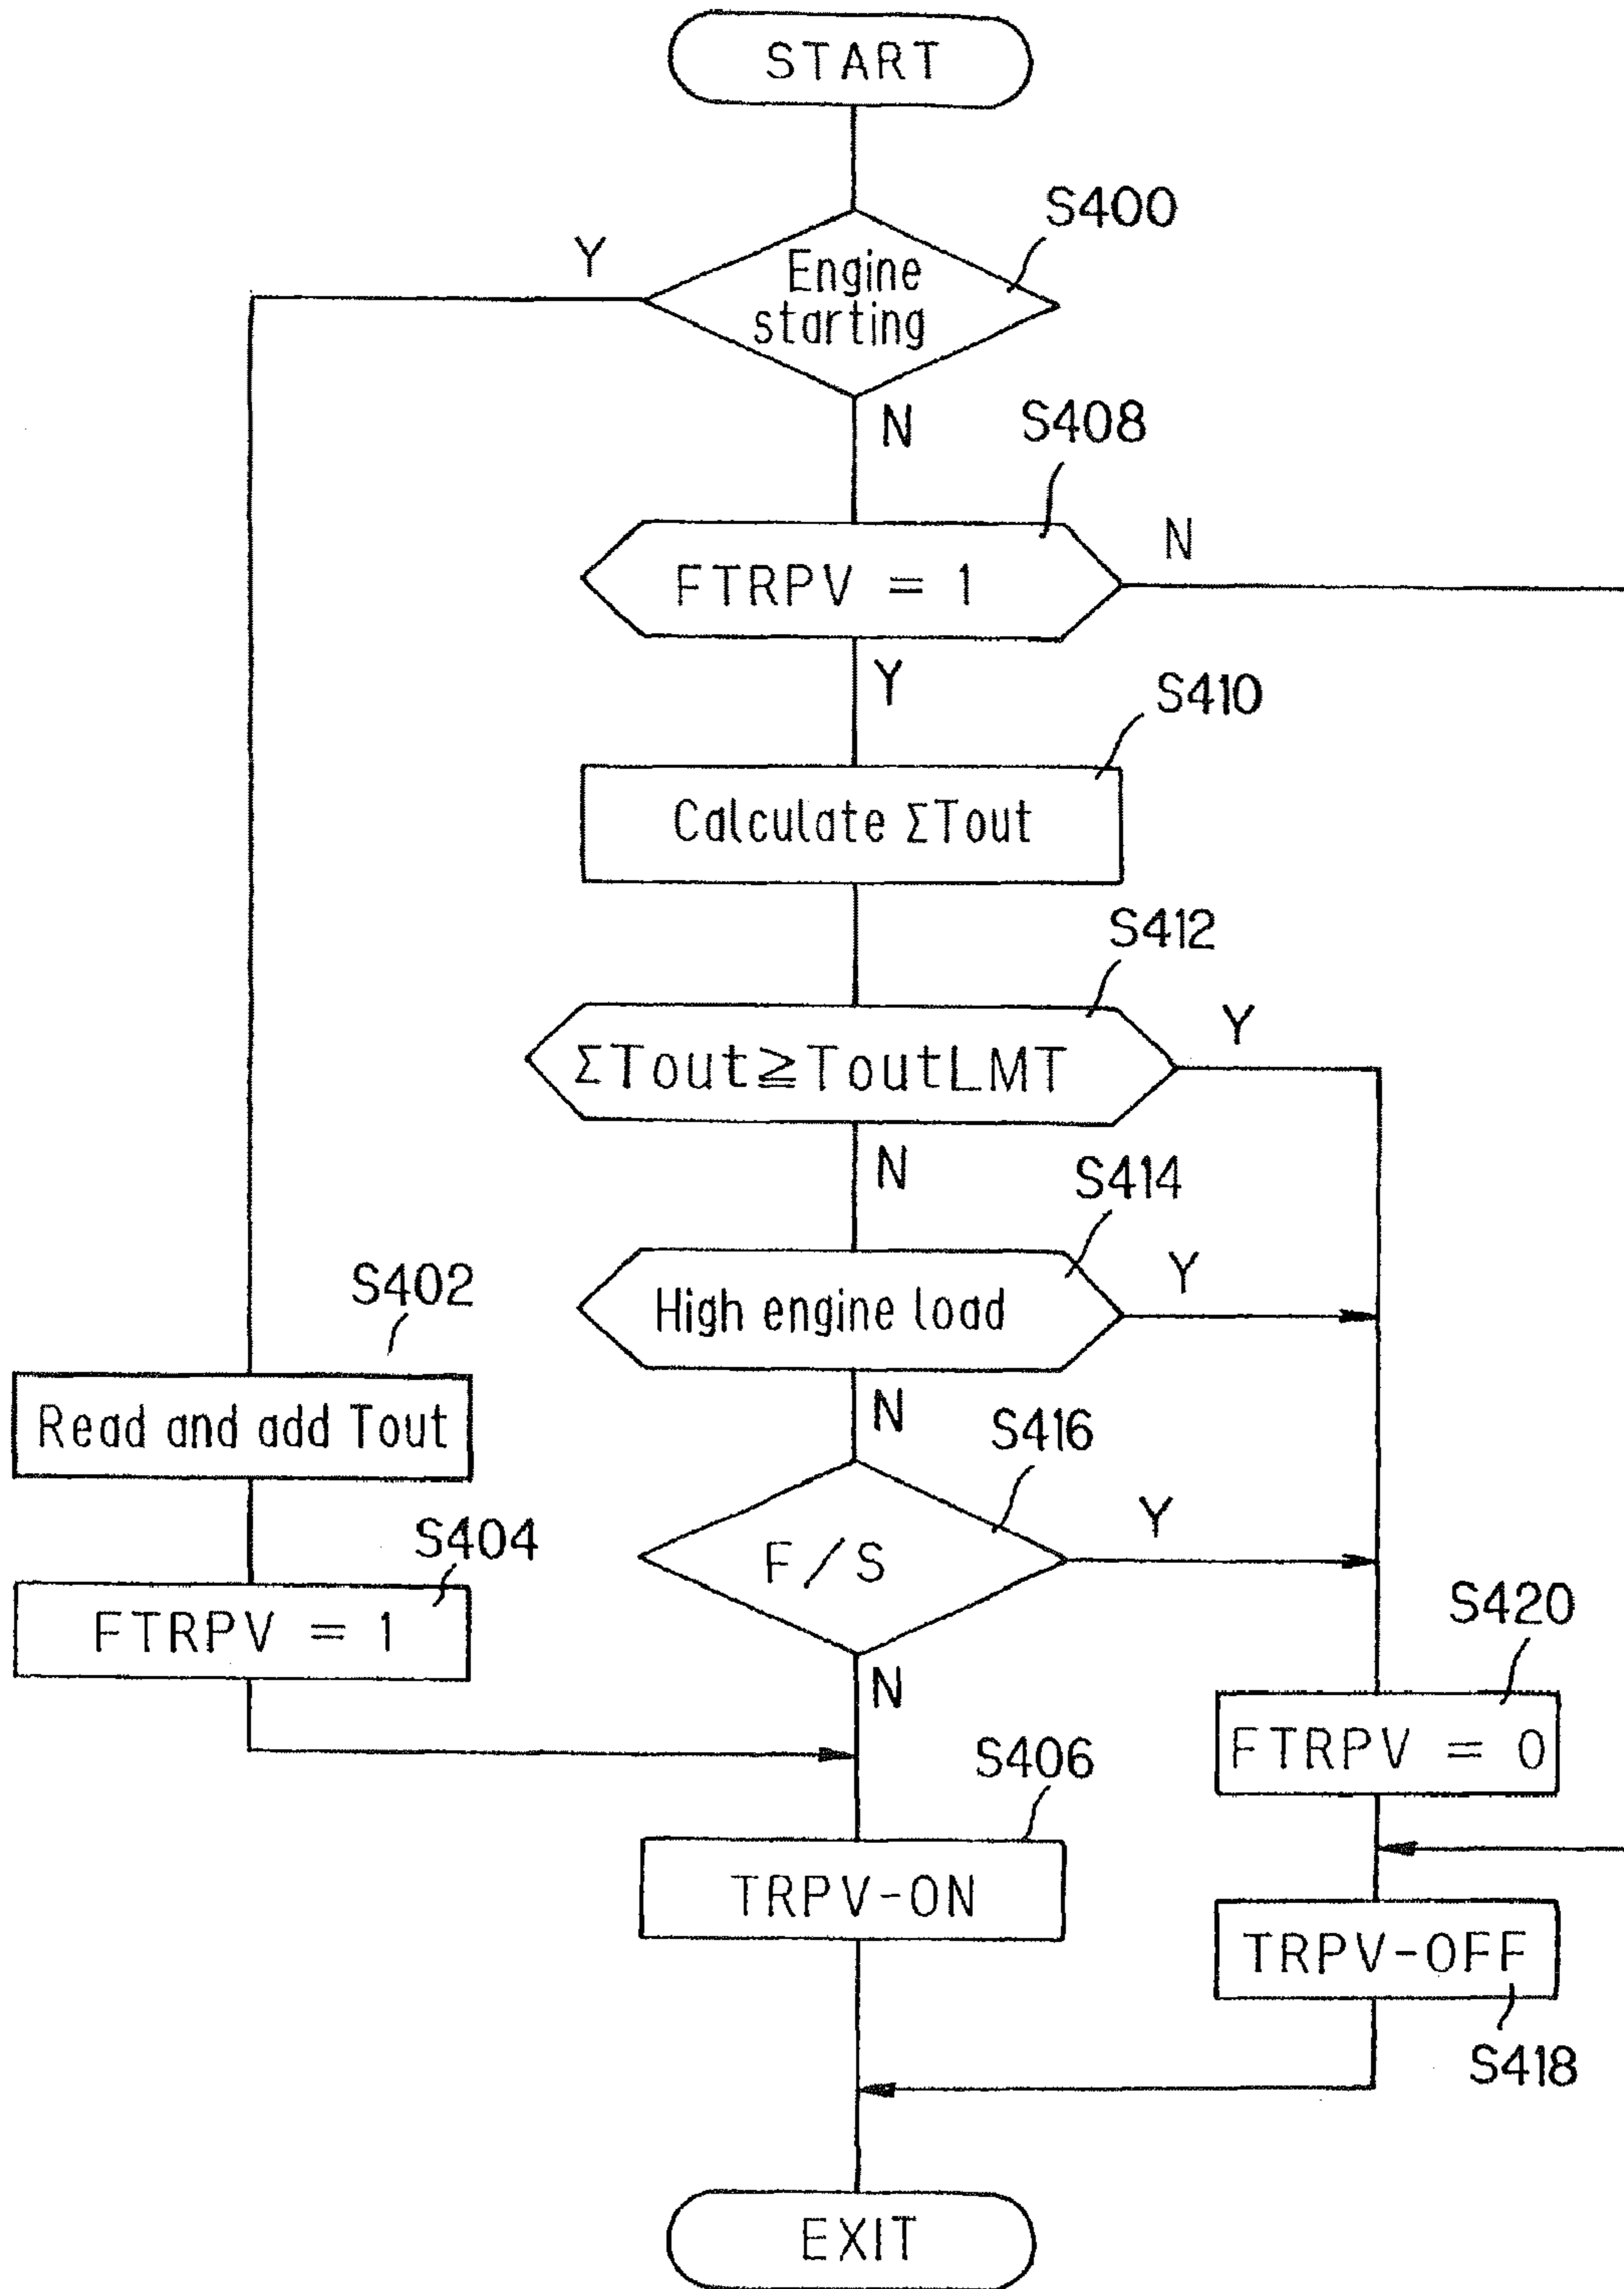 START
S400
Y
Engine
starting
N
S408
FTRPV = 1
N
Y
S410
Calculate ΣTout
S412
ΣTout≧ToutLMT
Y
N
S414
High engine load
Y
S402
Read and add Tout
N
S416
F/S
Y
S404
FTRPV = 1
N
S420
FTRPV = 0
S406
TRPV-ON
TRPV-OFF
S418
EXIT